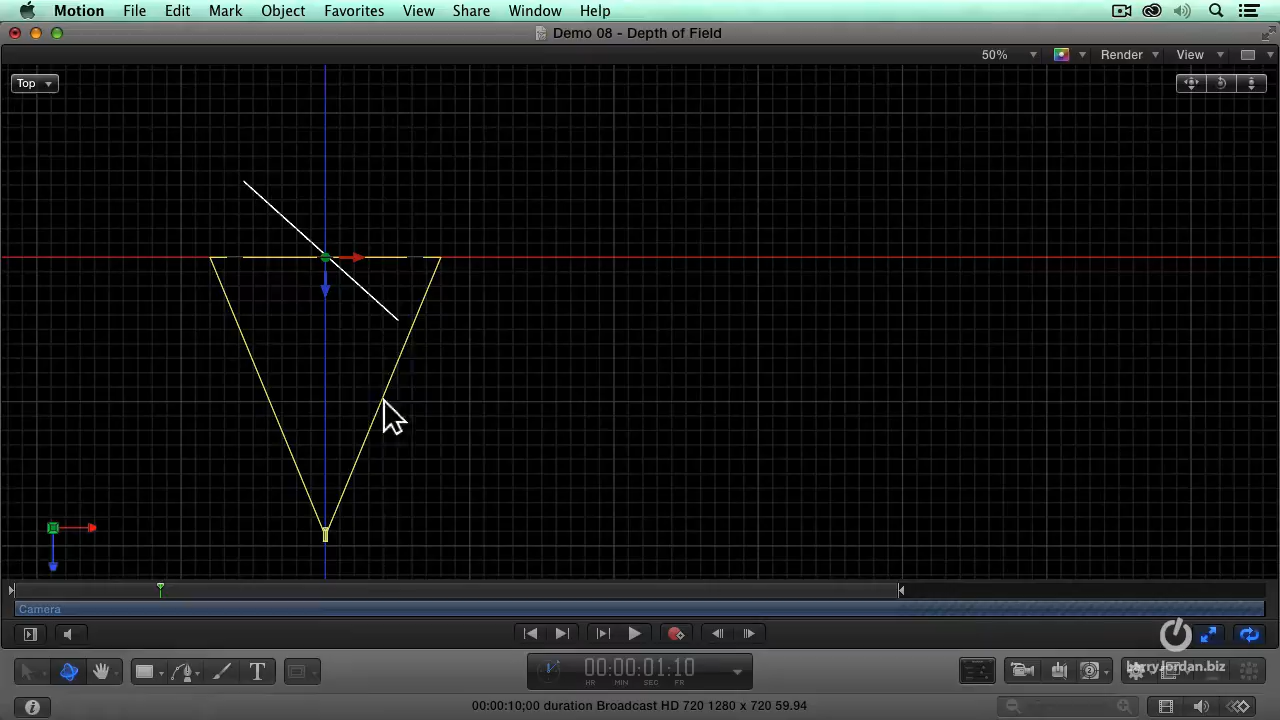 Motion File Edit Mark Object Favorites View Share Window Help
Demo 08 - Depth of Field
50% Render View
Top
Camera
00:00:01:10
HR MIN SEC FR
larryjordan.biz
00:00:10;00 duration Broadcast HD 720 1280 x 720 59.94